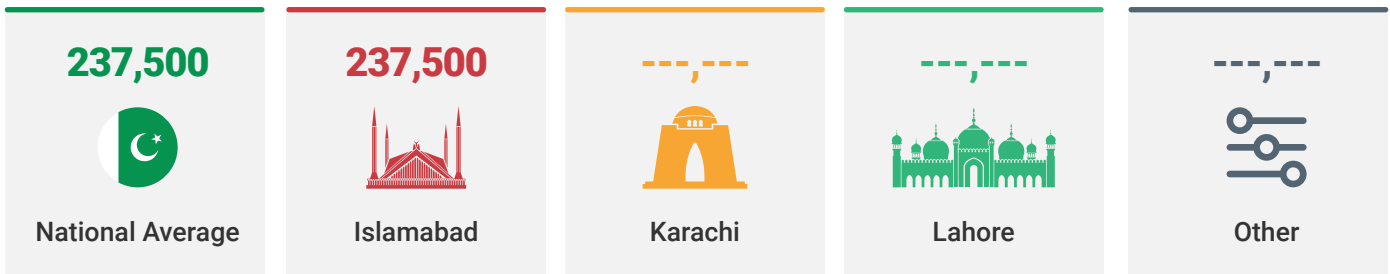 237,500
National Average
237,500
Islamabad
---,---
Karachi
---,---
Lahore
---,---
Other